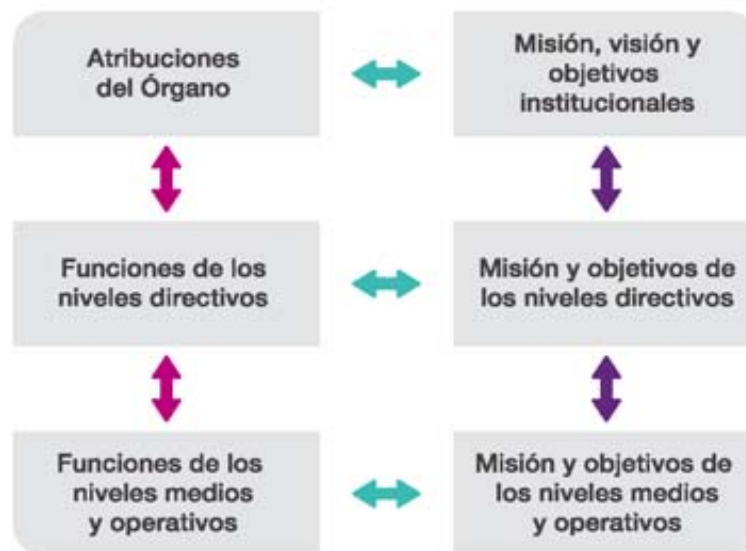 Atribuciones
del Órgano
Misión, visión y
objetivos
institucionales
Funciones de los
niveles directivos
Misión y objetivos de
los niveles directivos
Funciones de los
niveles medios
y operativos
Misión y objetivos de
los niveles medios
y operativos